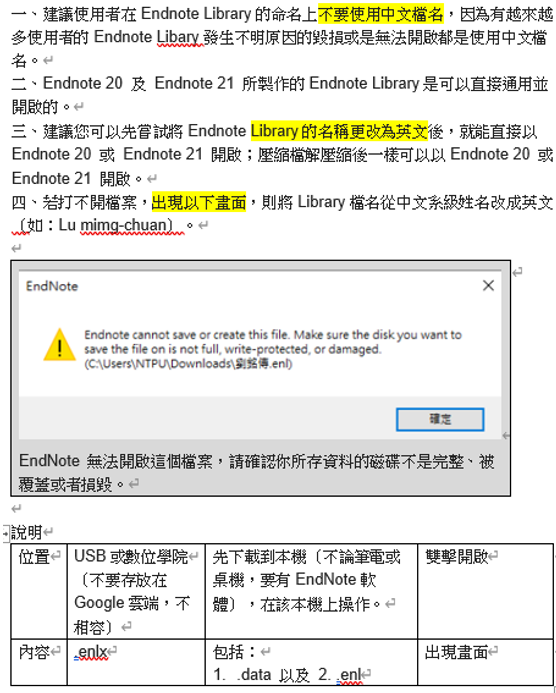 一、建議使用者在 Endnote Library 的命名上不要使用中文檔名，因為有越來越
多使用者的 Endnote Libary 發生不明原因的毀損或是無法開啟都是使用中文檔
名。
二、Endnote 20 及 Endnote 21 所製作的 Endnote Library 是可以直接通用並
開啟的。
三、建議您可以先嘗試將 Endnote Library 的名稱更改為英文後，就能直接以
Endnote 20 或 Endnote 21 開啟；壓縮檔解壓縮後一樣可以以 Endnote 20 或
Endnote 21 開啟。
四、若打不開檔案，出現以下畫面，則將 Library 檔名從中文系級姓名改成英文
（如：Lu mimg-chuan）。
EndNote
Endnote cannot save or create this file. Make sure the disk you want to
save the file on is not full, write-protected, or damaged.
(C:\Users\NTPU\Downloads\劉銘傳.enl)
確定
EndNote 無法開啟這個檔案，請確認你所存資料的磁碟不是完整、被
覆蓋或者損毀。
說明
位置 USB 或數位學院 先下載到本機（不論筆電或 雙擊開啟
（不要存放在 桌機，要有 EndNote 軟
Google 雲端，不 體），在該本機上操作。
相容）
內容 .enlx 包括： 出現畫面
1. .data 以及 2. .enl